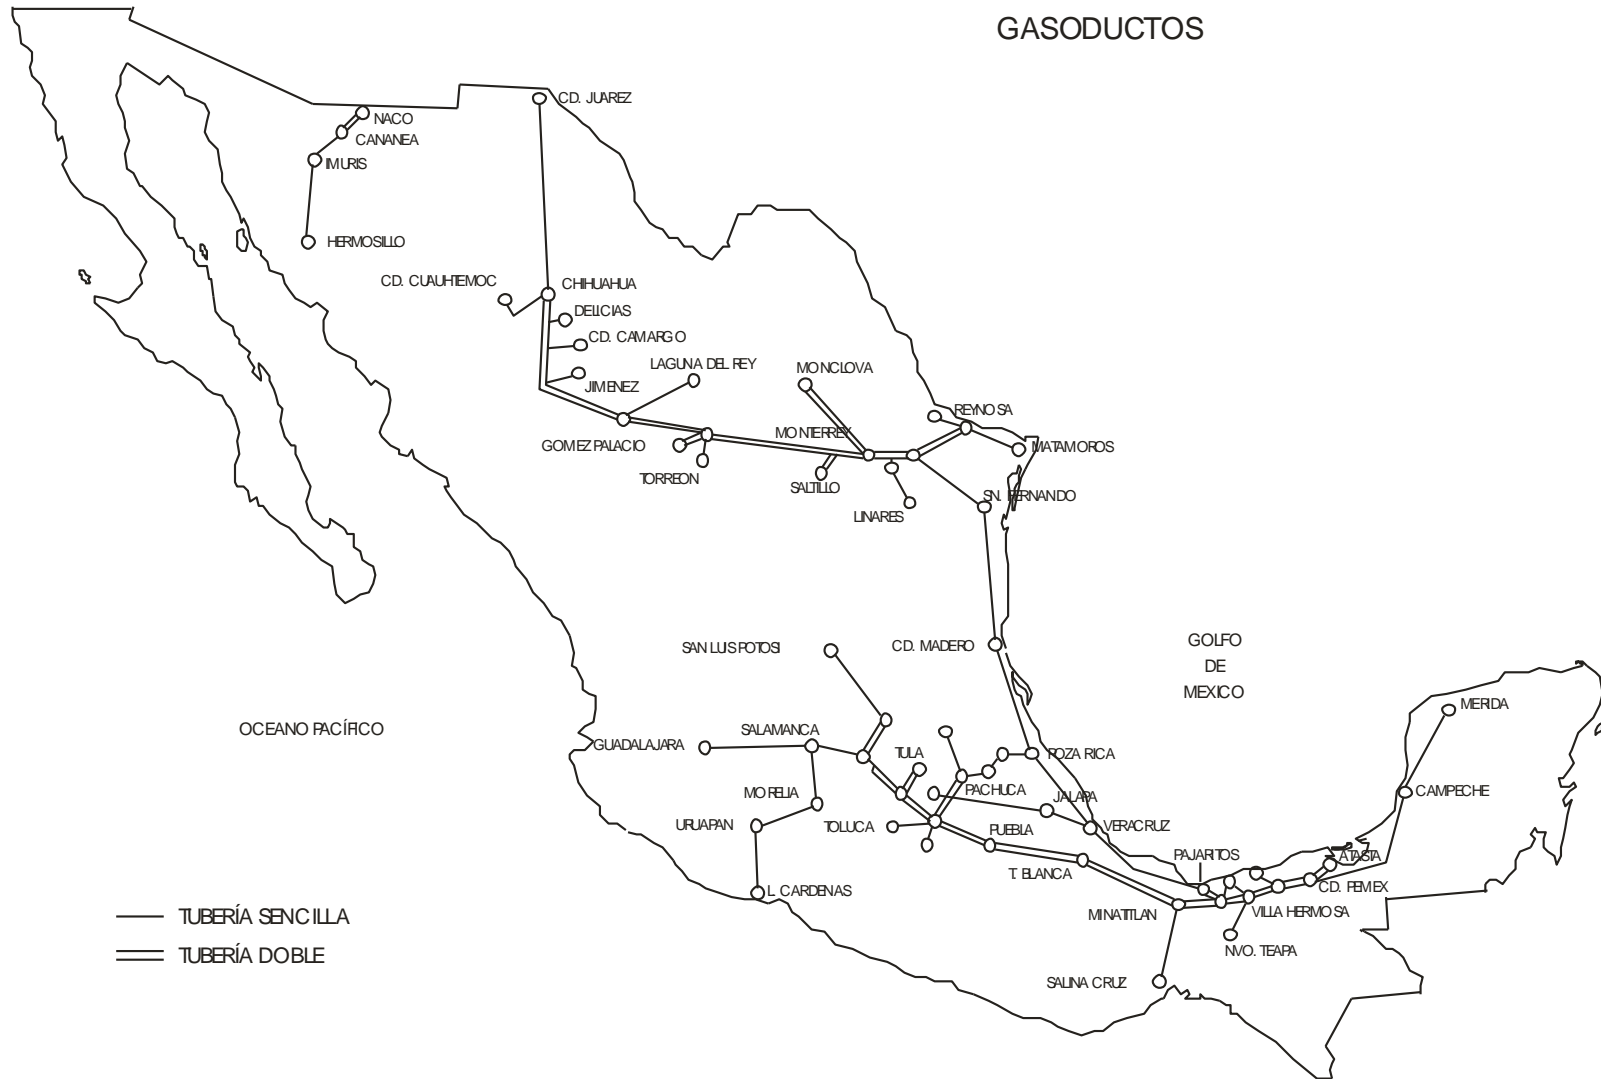 GASODUCTOS
CD. JUAREZ
NACO
CANANEA
IMURIS
HERMOSILLO
CD. CUAUHTEMOC
CHIHUAHUA
DELICIAS
CD. CAMARGO
LAGUNA DEL REY
JIMENEZ
MONCLOVA
REYNOSA
GOMEZ PALACIO
MONTERREY
MATAMOROS
TORREON
SALTILLO
LINARES
SN. FERNANDO
SAN LUIS POTOSI
CD. MADERO
GOLFO
DE
MEXICO
OCEANO PACÍFICO
MERIDA
SALAMANCA
GUADALAJARA
TULA
POZA RICA
MORELIA
PACHUCA
JALAPA
CAMPECHE
URUAPAN
TOLUCA
PUEBLA
VERACRUZ
PAJARITOS
ATASTA
T. BLANCA
CD. PEMEX
L. CARDENAS
MINATITLAN
VILLA HERMOSA
TUBERÍA SENCILLA
NVO. TEAPA
TUBERÍA DOBLE
SALINA CRUZ